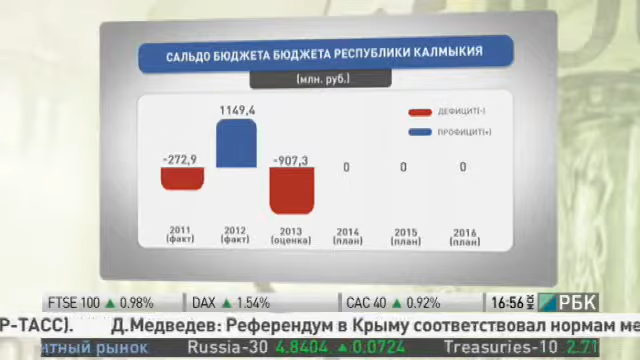 САЛЬДО БЮДЖЕТА БЮДЖЕТА РЕСПУБЛИКИ КАЛМЫКИЯ
(млн. руб.)
1149,4
ДЕФИЦИТ(-)
ПРОФИЦИТ(+)
-272,9
-907,3
0
0
0
2011
(факт)
2012
(факт)
2013
(оценка)
2014
(план)
2015
(план)
2016
(план)
FTSE 100 ▲ 0.98%
DAX ▲ 1.54%
CAC 40 ▲ 0.92%
16:56 МСК
РБК
Р-ТАСС). Д.Медведев: Референдум в Крыму соответствовал нормам ме
нтный рынок Russia-30 4.8404 ▲ 0.0724 Treasuries-10 2.71